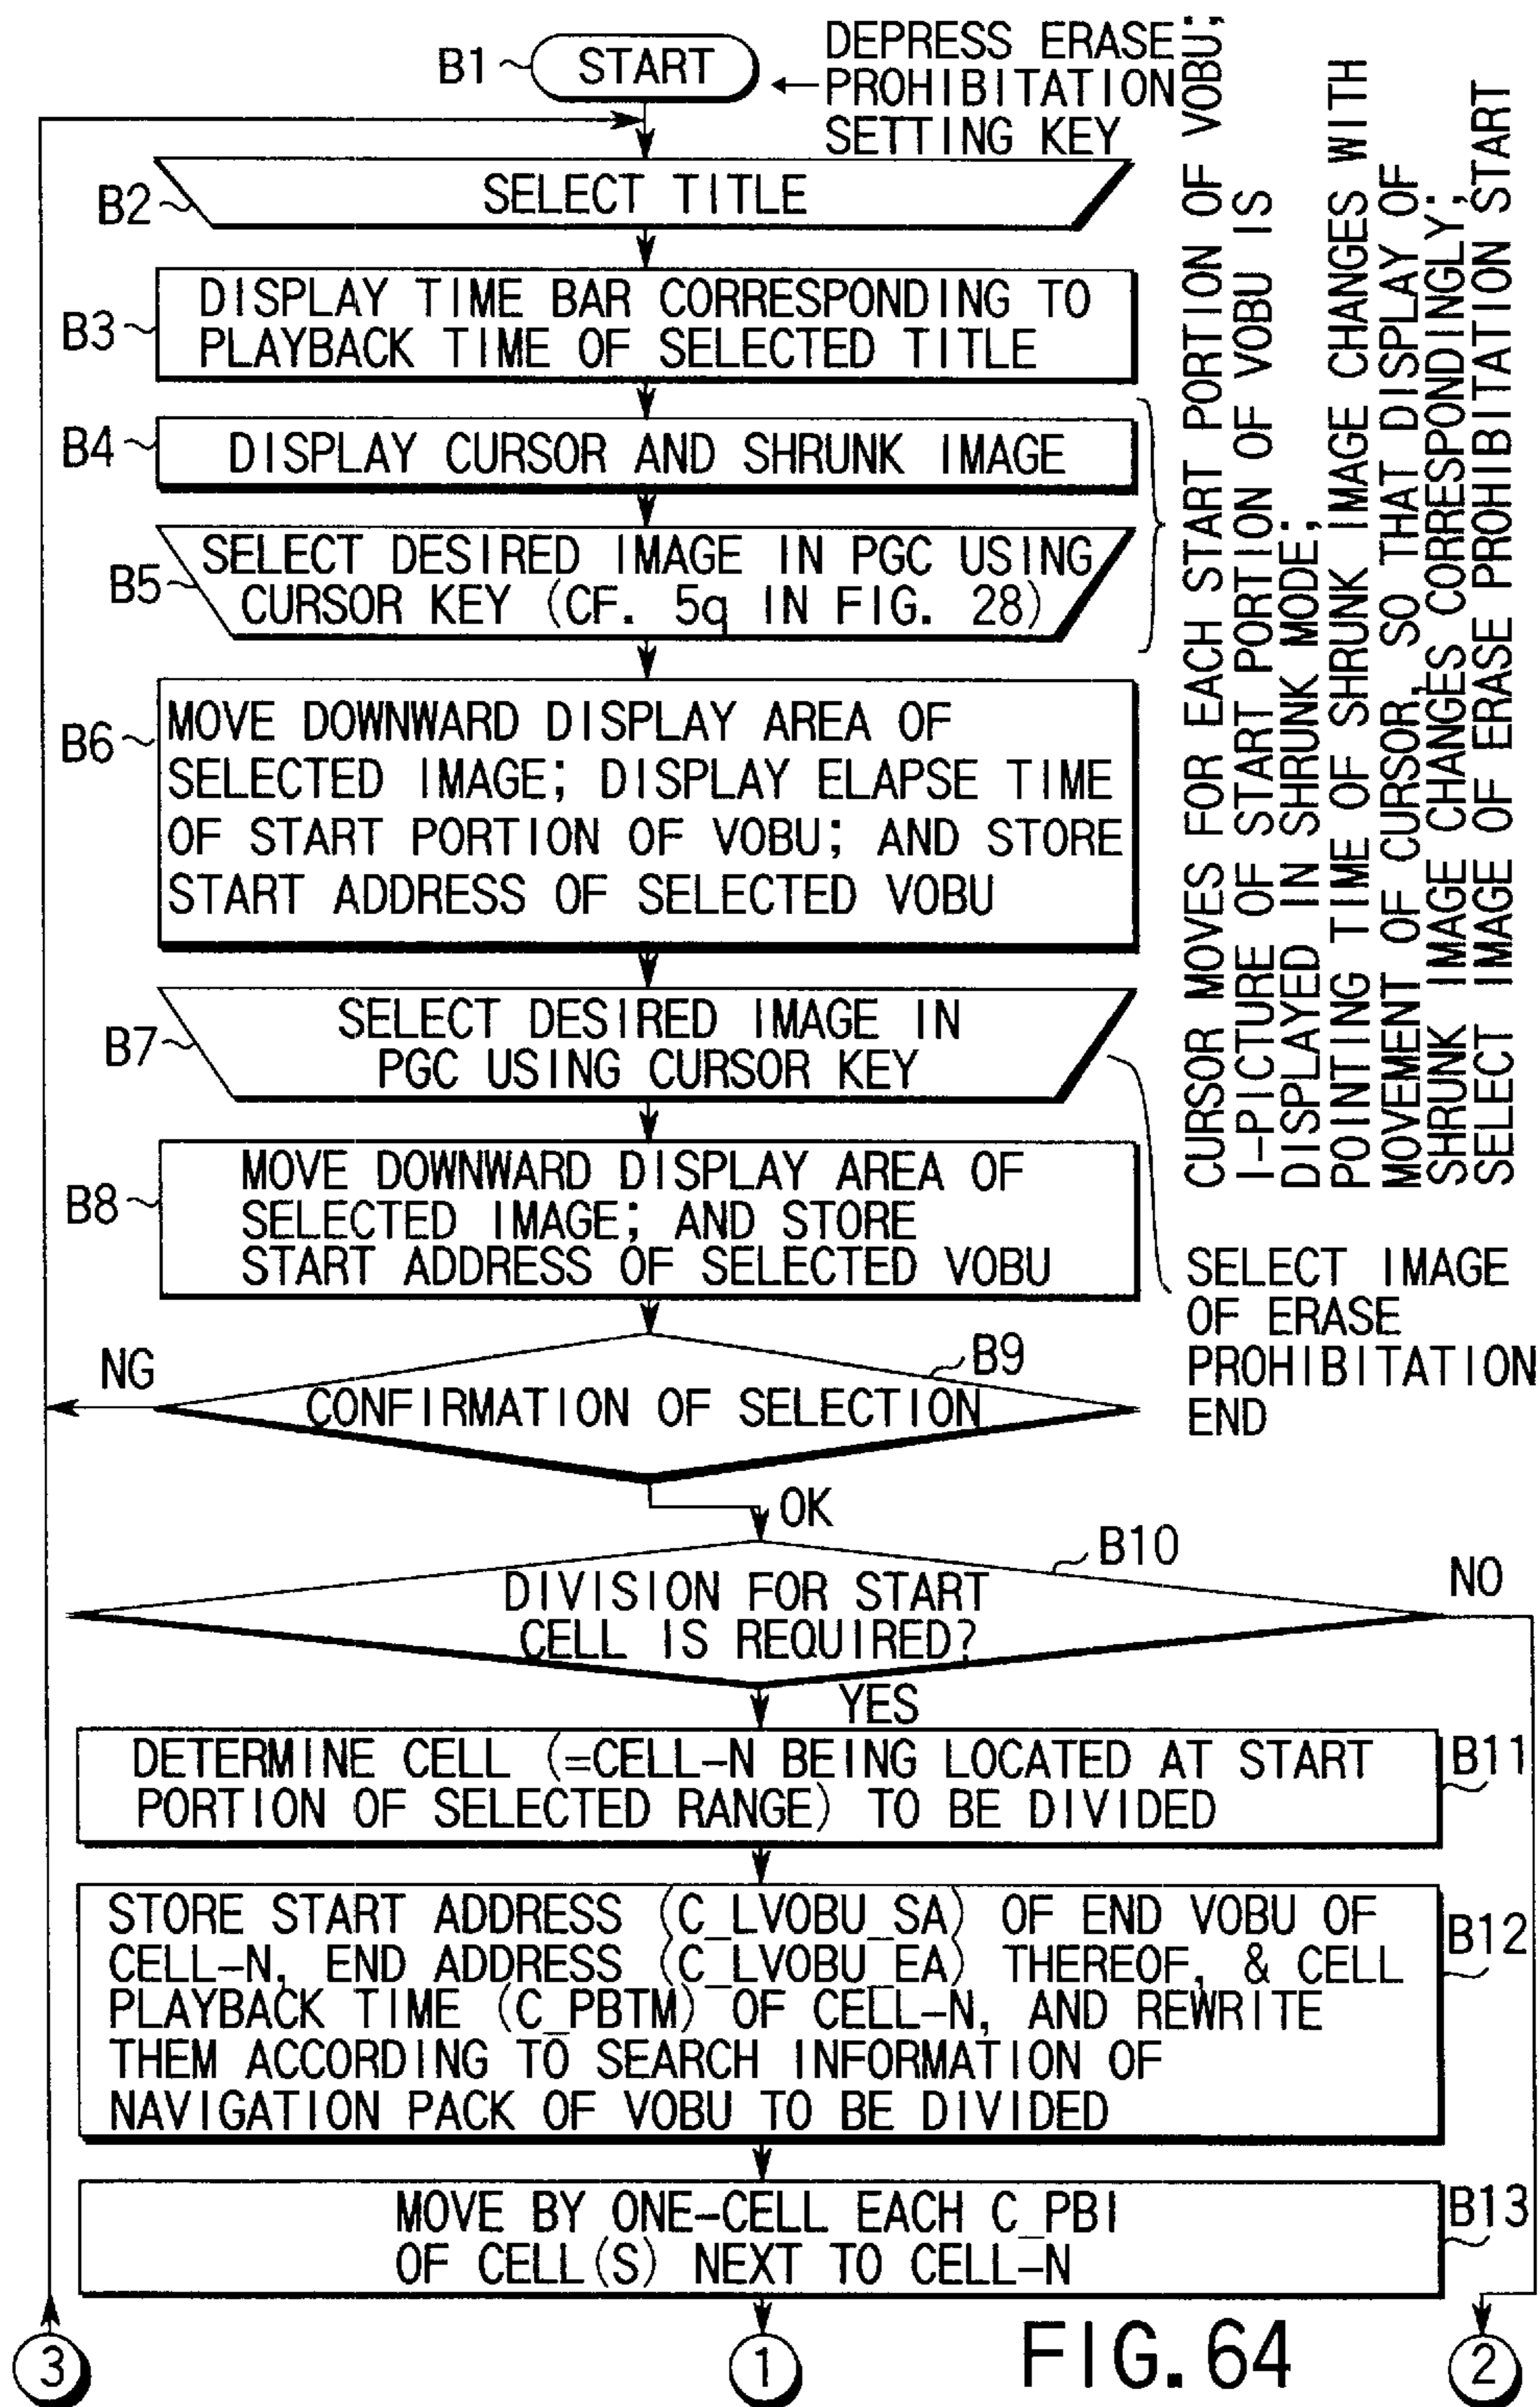 B1
START
DEPRESS ERASE
PROHIBITATION
SETTING KEY
B2
SELECT TITLE
B3
DISPLAY TIME BAR CORRESPONDING TO
PLAYBACK TIME OF SELECTED TITLE
B4
DISPLAY CURSOR AND SHRUNK IMAGE
B5
SELECT DESIRED IMAGE IN PGC USING
CURSOR KEY (CF. 5q IN FIG. 28)
CURSOR MOVES FOR EACH START PORTION OF VOBU;
I-PICTURE OF START PORTION OF VOBU IS
DISPLAYED IN SHRUNK MODE;
POINTING TIME OF SHRUNK IMAGE CHANGES WITH
MOVEMENT OF CURSOR, SO THAT DISPLAY OF
SHRUNK IMAGE CHANGES CORRESPONDINGLY;
SELECT IMAGE OF ERASE PROHIBITATION START
B6
MOVE DOWNWARD DISPLAY AREA OF
SELECTED IMAGE; DISPLAY ELAPSE TIME
OF START PORTION OF VOBU; AND STORE
START ADDRESS OF SELECTED VOBU
B7
SELECT DESIRED IMAGE IN
PGC USING CURSOR KEY
B8
MOVE DOWNWARD DISPLAY AREA OF
SELECTED IMAGE; AND STORE
START ADDRESS OF SELECTED VOBU
SELECT IMAGE
OF ERASE
PROHIBITATION
END
NG
B9
CONFIRMATION OF SELECTION
OK
B10
DIVISION FOR START
CELL IS REQUIRED?
NO
YES
DETERMINE CELL (=CELL-N BEING LOCATED AT START
PORTION OF SELECTED RANGE) TO BE DIVIDED
B11
STORE START ADDRESS (C_LVOBU_SA) OF END VOBU OF
CELL-N, END ADDRESS (C_LVOBU_EA) THEREOF, & CELL
PLAYBACK TIME (C_PBTM) OF CELL-N, AND REWRITE
THEM ACCORDING TO SEARCH INFORMATION OF
NAVIGATION PACK OF VOBU TO BE DIVIDED
B12
MOVE BY ONE-CELL EACH C_PBI
OF CELL(S) NEXT TO CELL-N
B13
3
1
FIG. 64
2